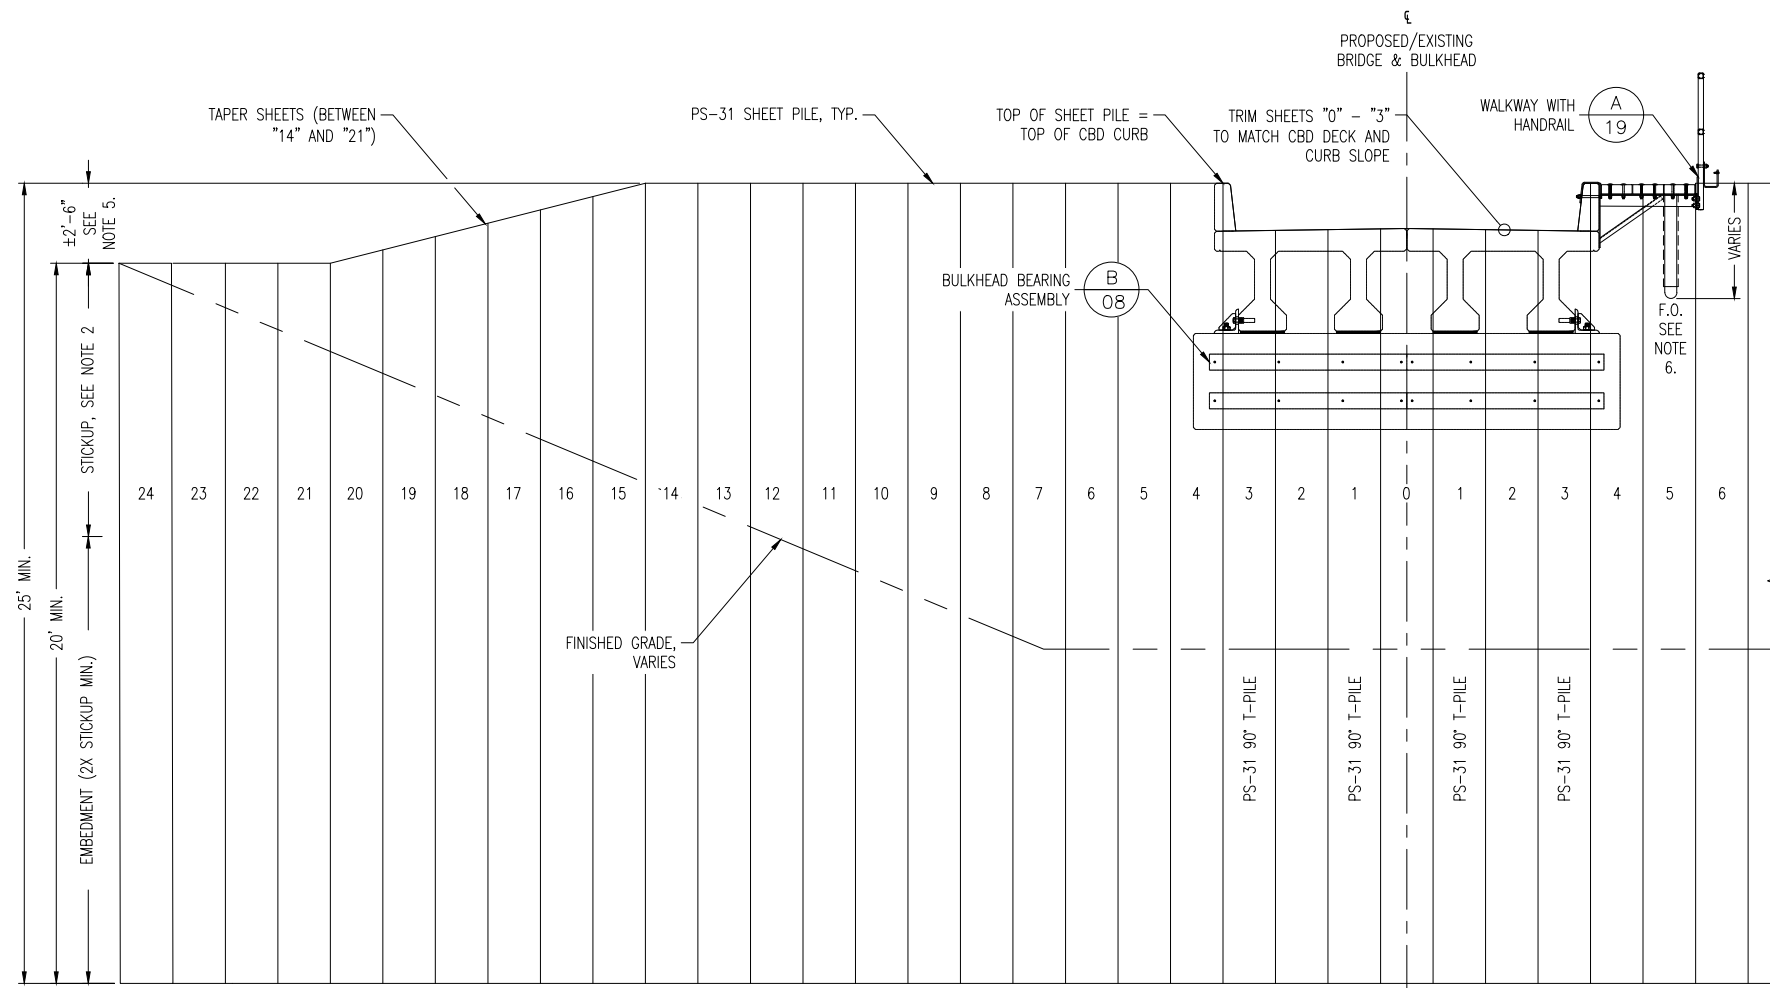 ℄
PROPOSED/EXISTING
BRIDGE & BULKHEAD
TAPER SHEETS (BETWEEN
"14" AND "21")
PS-31 SHEET PILE, TYP.
TOP OF SHEET PILE =
TOP OF CBD CURB
TRIM SHEETS "0" - "3"
TO MATCH CBD DECK AND
CURB SLOPE
WALKWAY WITH
HANDRAIL
A
19
±2'-6"
SEE
NOTE 5.
VARIES
BULKHEAD BEARING
ASSEMBLY
B
08
F.O.
SEE
NOTE
6.
STICKUP, SEE NOTE 2
24 23 22 21 20 19 18 17 16 15 14 13 12 11 10 9 8 7 6 5 4 3 2 1 0 1 2 3 4 5 6
25' MIN.
20' MIN.
EMBEDMENT (2X STICKUP MIN.)
FINISHED GRADE,
VARIES
PS-31 90° T-PILE
PS-31 90° T-PILE
PS-31 90° T-PILE
PS-31 90° T-PILE